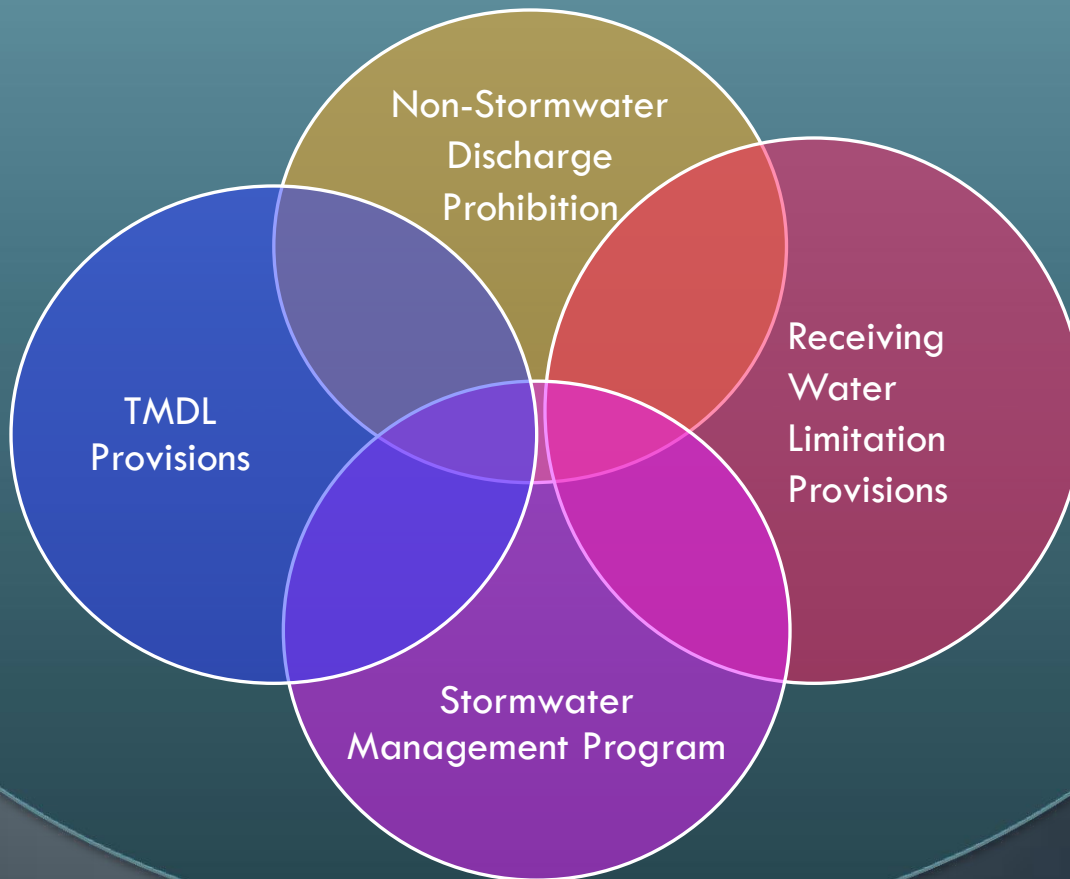 Non-Stormwater
Discharge
Prohibition
TMDL
Provisions
Receiving
Water
Limitation
Provisions
Stormwater
Management Program